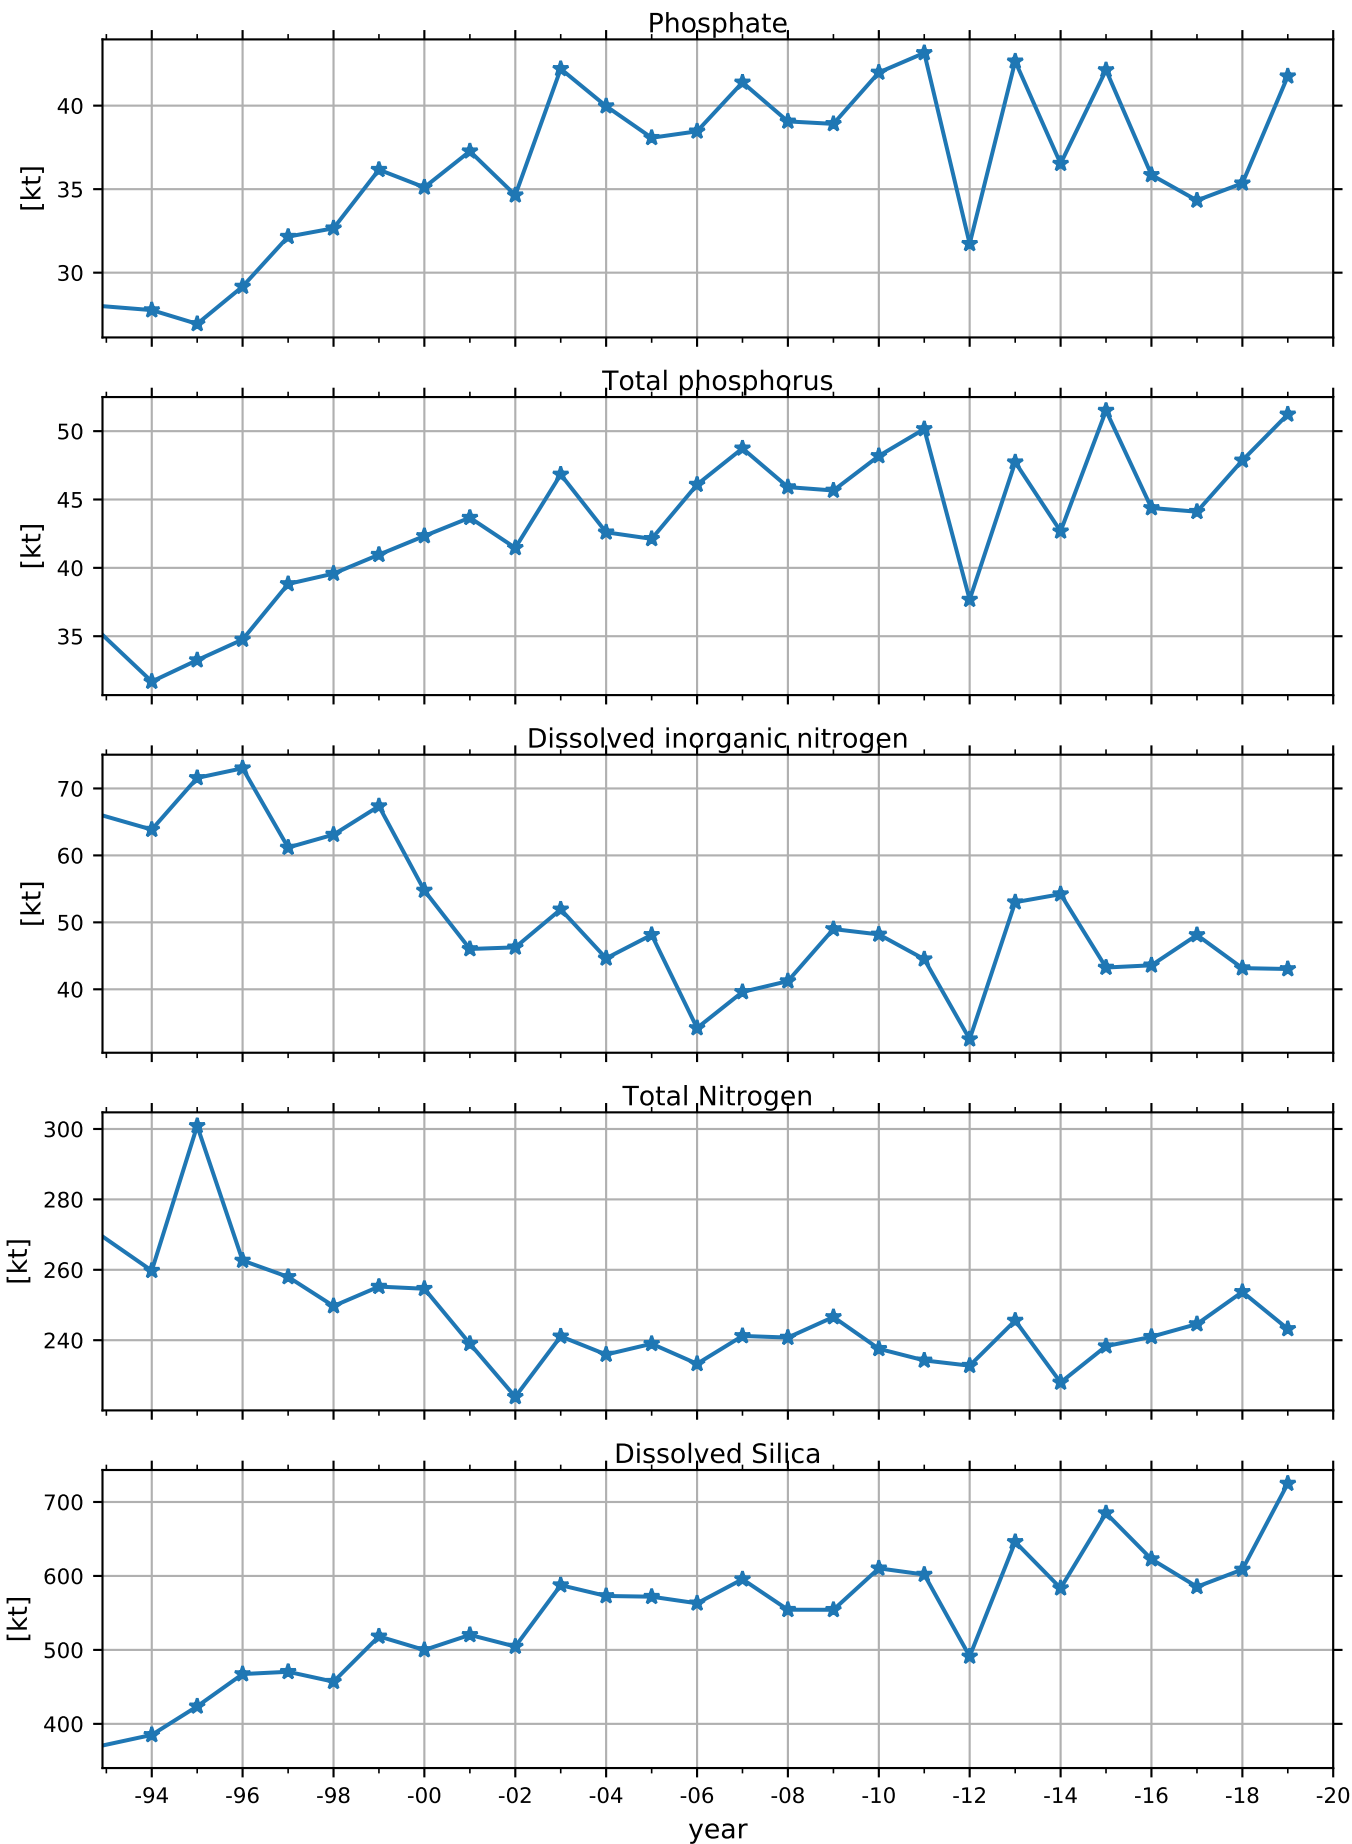 Phosphate
40
35
30
[kt]
Total phosphorus
50
45
40
35
[kt]
Dissolved inorganic nitrogen
70
60
50
40
[kt]
Total Nitrogen
300
280
260
240
[kt]
Dissolved Silica
700
600
500
400
[kt]
-94 -96 -98 -00 -02 -04 -06 -08 -10 -12 -14 -16 -18 -20
year